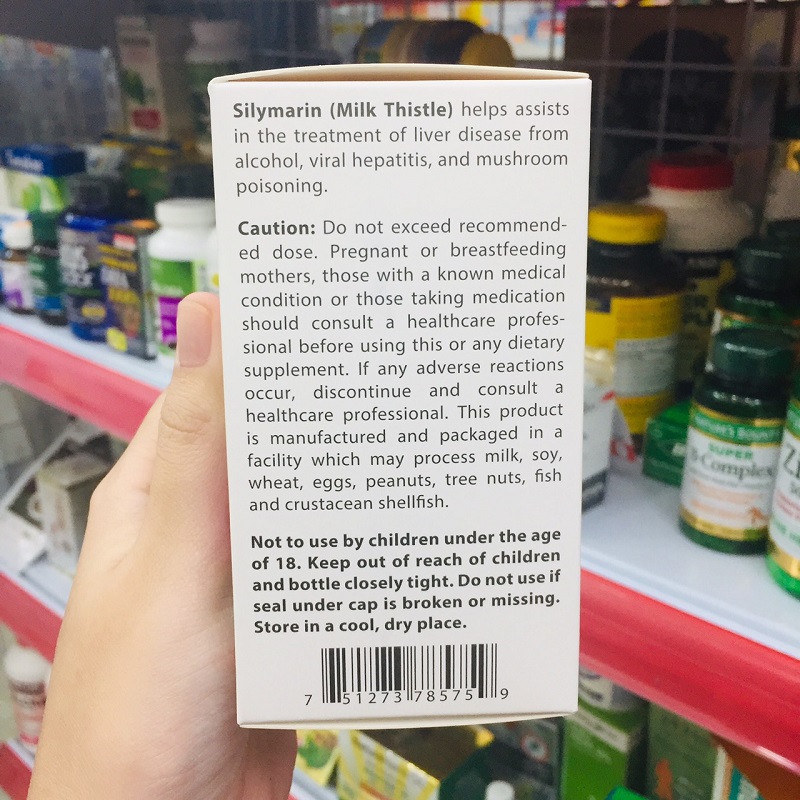 Silymarin (Milk Thistle) helps assists
in the treatment of liver disease from
alcohol, viral hepatitis, and mushroom
poisoning.
Caution: Do not exceed recommend-
ed dose. Pregnant or breastfeeding
mothers, those with a known medical
condition or those taking medication
should consult a healthcare profes-
sional before using this or any dietary
supplement. If any adverse reactions
occur, discontinue and consult a
healthcare professional. This product
is manufactured and packaged in a
facility which may process milk, soy,
wheat, eggs, peanuts, tree nuts, fish
and crustacean shellfish.
Not to use by children under the age
of 18. Keep out of reach of children
and bottle closely tight. Do not use if
seal under cap is broken or missing.
Store in a cool, dry place.
7 51273 78575 9
SUPER
B-Complex